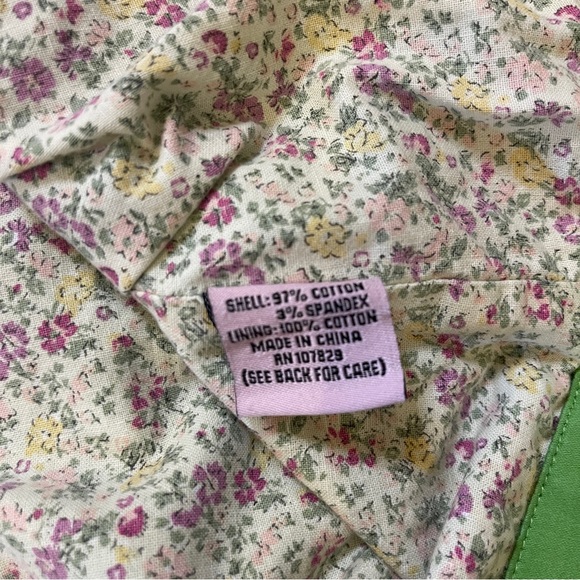 SHELL:97% COTTON
3% SPANDEX
LINING:100% COTTON
MADE IN CHINA
RN 107829
(SEE BACK FOR CARE)